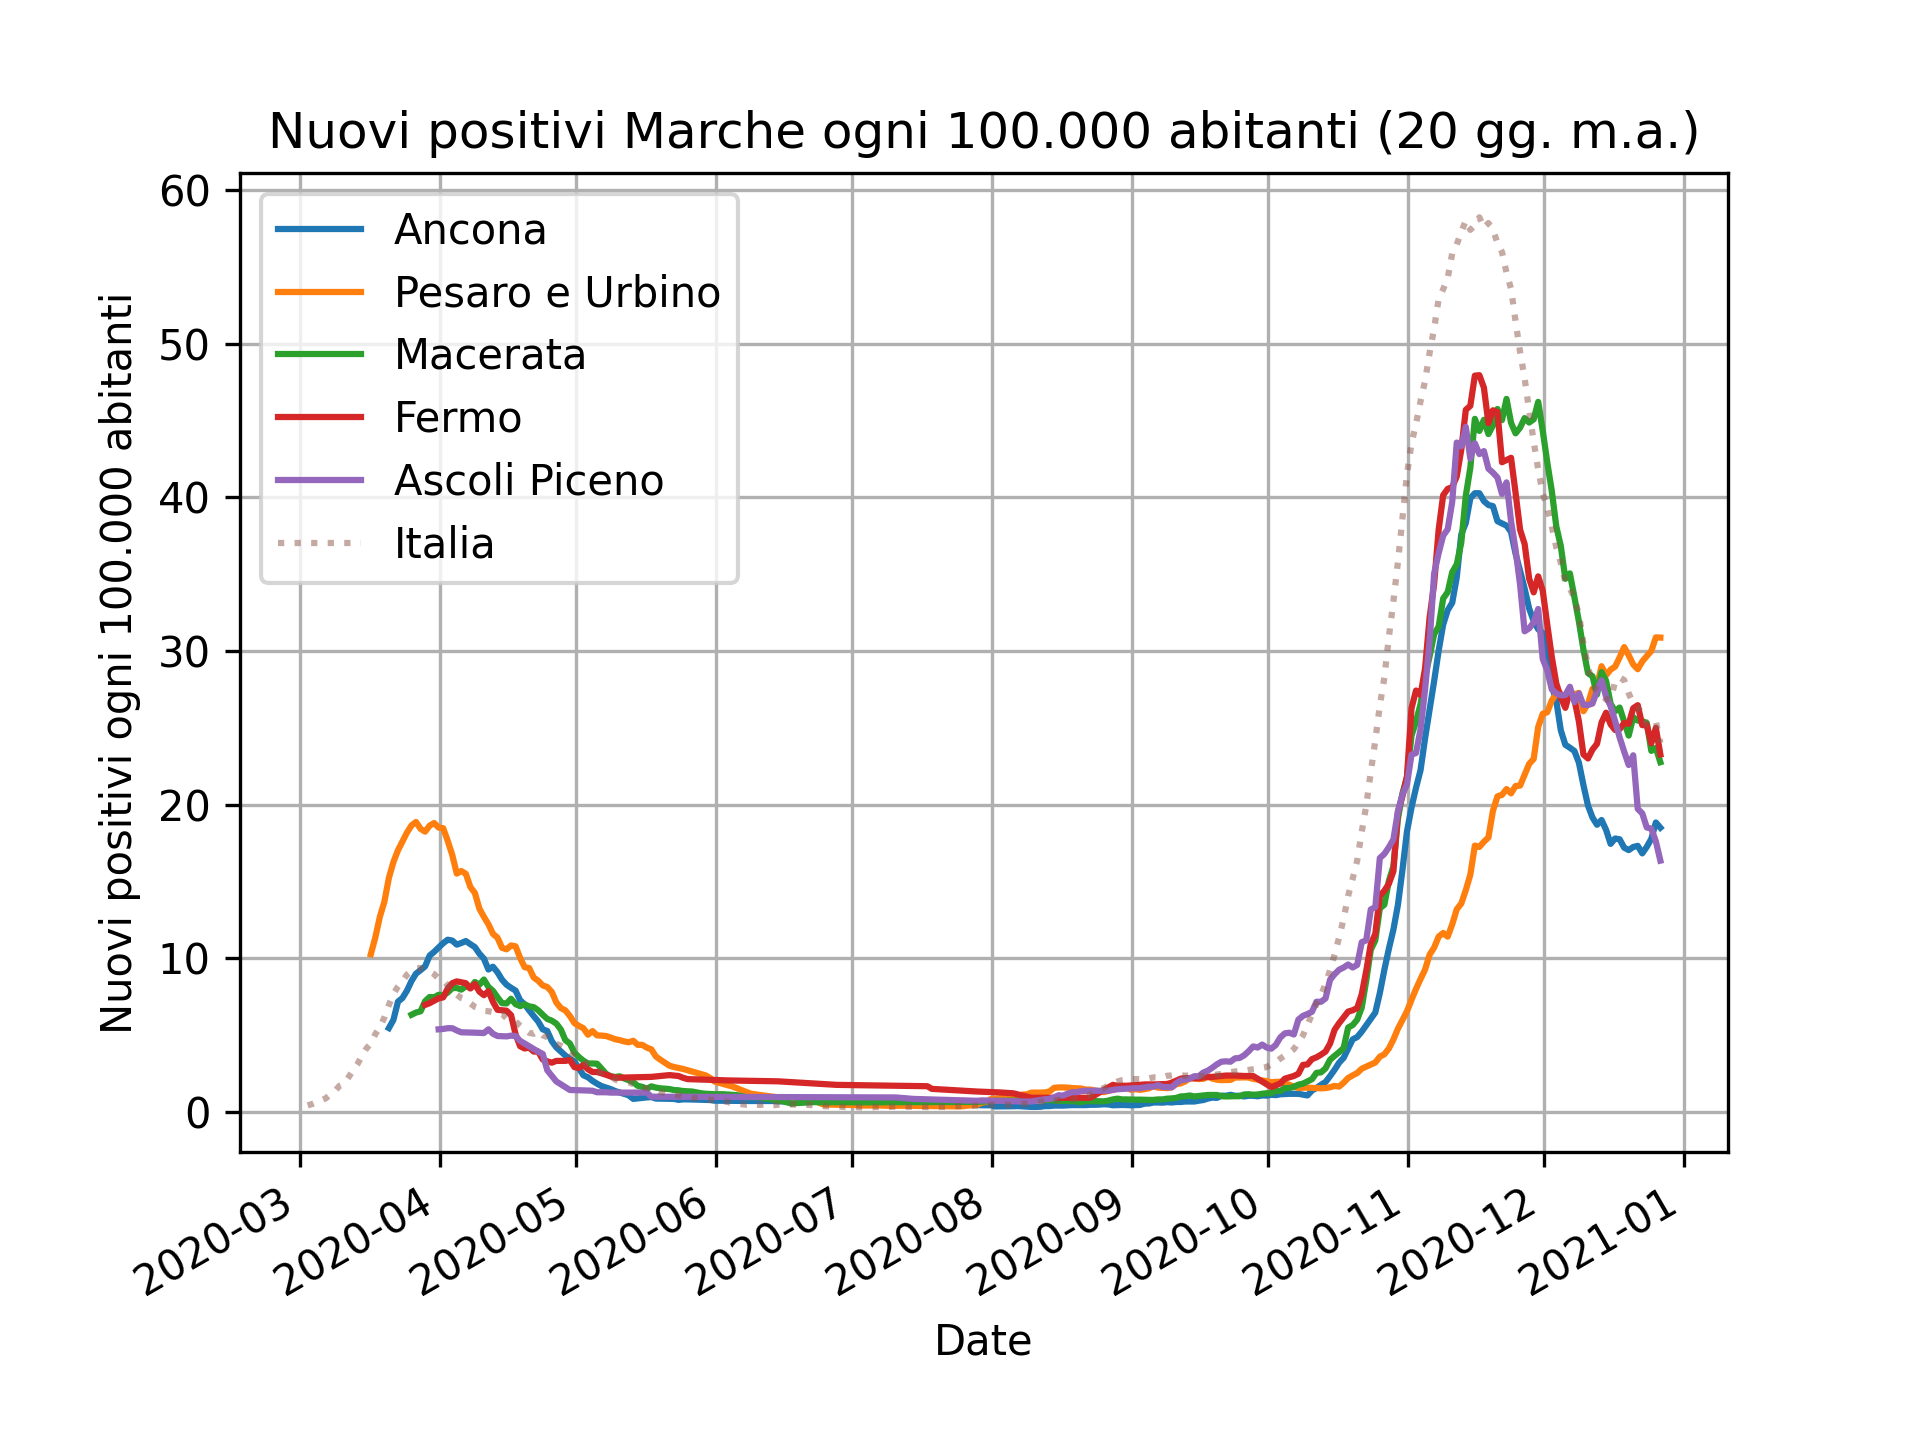 Nuovi positivi Marche ogni 100.000 abitanti (20 gg. m.a.)
60
50
40
30
20
10
0
Nuovi positivi ogni 100.000 abitanti
Ancona
Pesaro e Urbino
Macerata
Fermo
Ascoli Piceno
Italia
2020-03
2020-04
2020-05
2020-06
2020-07
2020-08
2020-09
2020-10
2020-11
2020-12
2021-01
Date